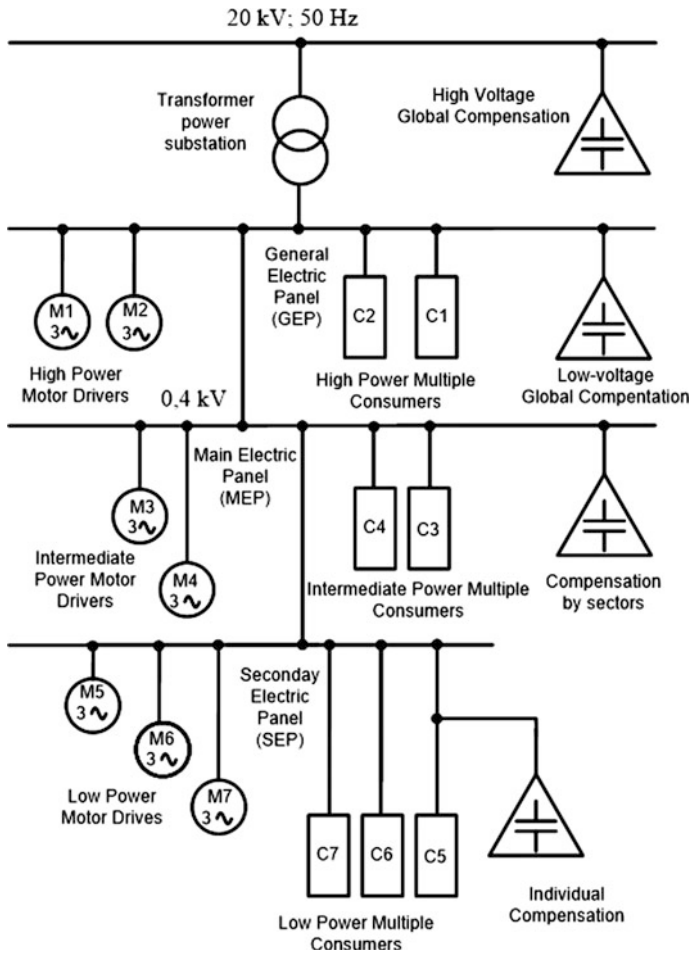 20 kV; 50 Hz
Transformer
power
substation
High Voltage
Global Compensation
General
Electric
Panel
(GEP)
M1
3
M2
3
C2
C1
High Power
Motor Drivers
High Power Multiple
Consumers
Low-voltage
Global Compentation
0,4 kV
Main Electric
Panel
(MEP)
M3
3
M4
3
C4
C3
Intermediate
Power Motor
Drivers
Intermediate Power Multiple
Consumers
Compensation
by sectors
Seconday
Electric
Panel
(SEP)
M5
3
M6
3
M7
3
Low Power
Motor Drives
C7
C6
C5
Low Power Multiple
Consumers
Individual
Compensation